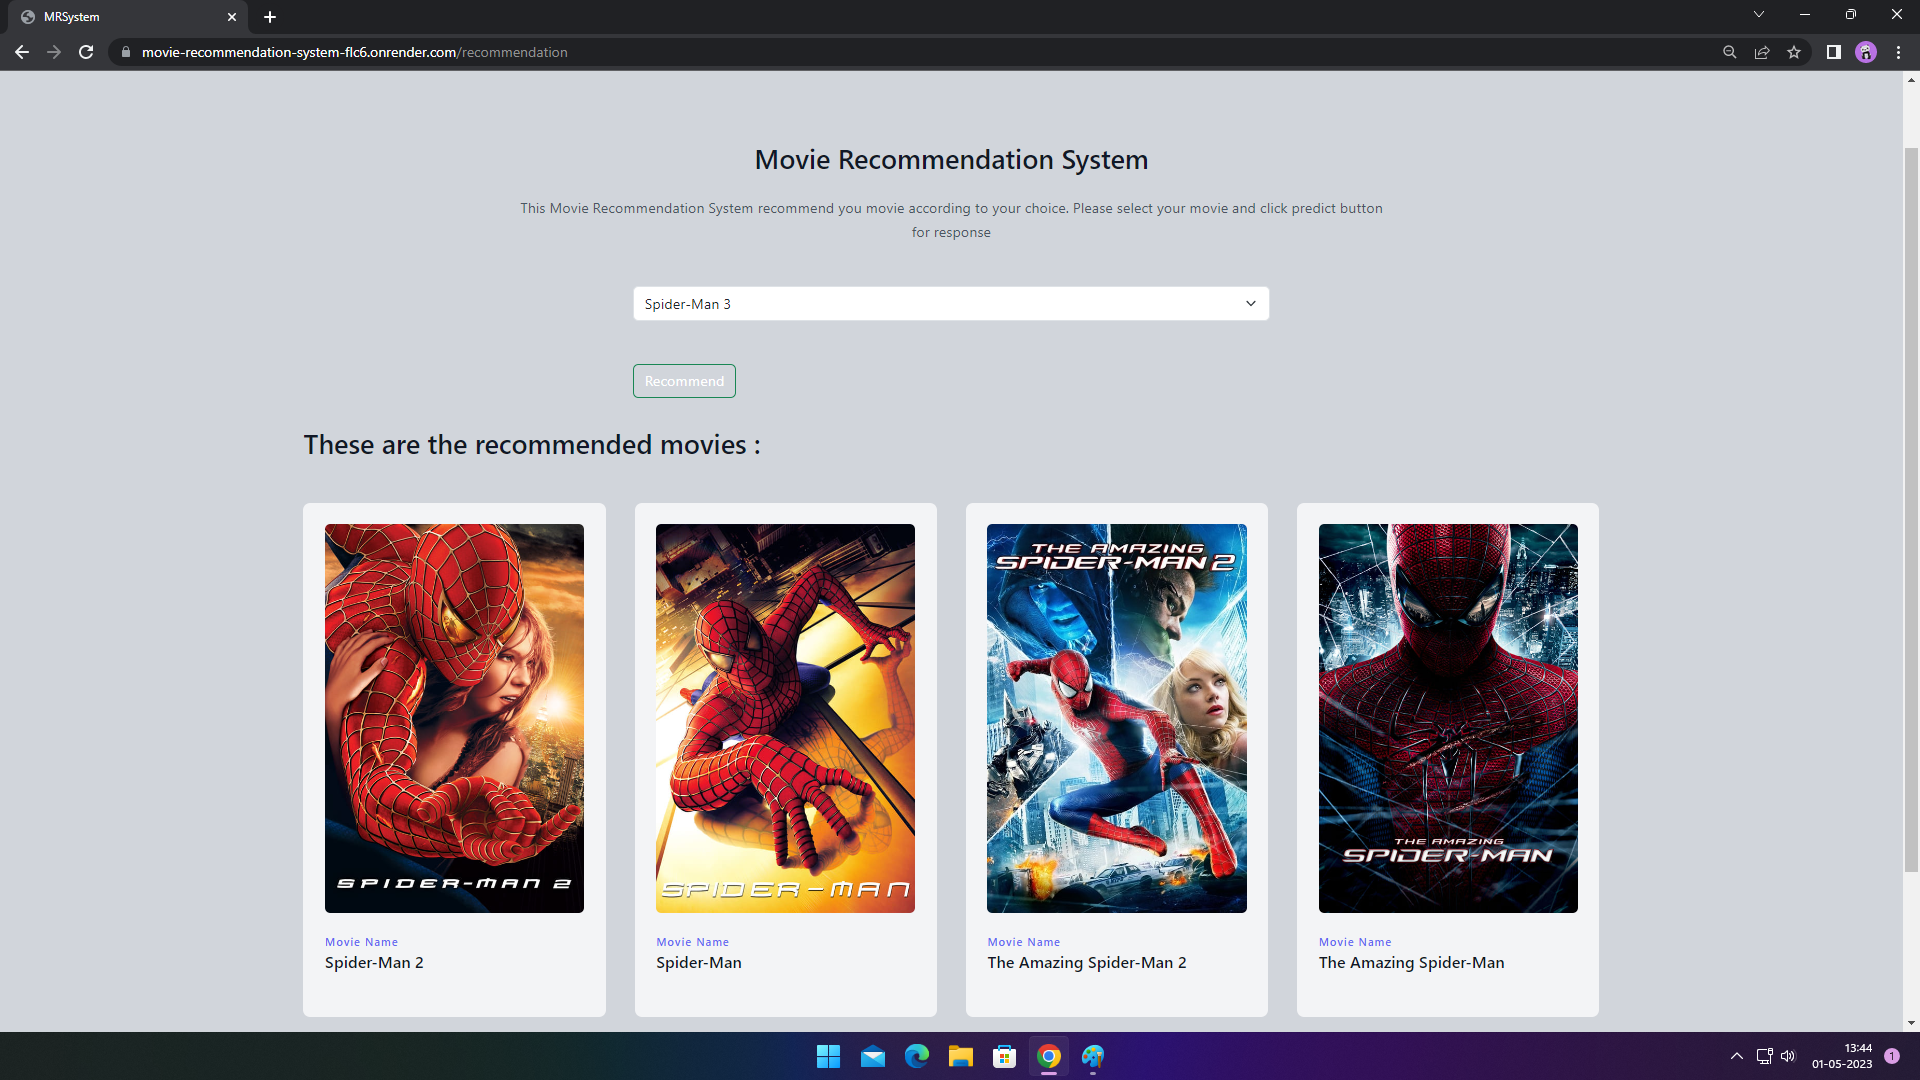 MRSystem
movie-recommendation-system-flc6.onrender.com/recommendation
Movie Recommendation System
This Movie Recommendation System recommend you movie according to your choice. Please select your movie and click predict button
for response
Spider-Man 3
Recommend
These are the recommended movies :
SPIDER-MAN 2
Movie Name
Spider-Man 2
SPIDER-MAN
Movie Name
Spider-Man
THE AMAZING
SPIDER-MAN 2
Movie Name
The Amazing Spider-Man 2
THE AMAZING
SPIDER-MAN
Movie Name
The Amazing Spider-Man
13:44
01-05-2023
1